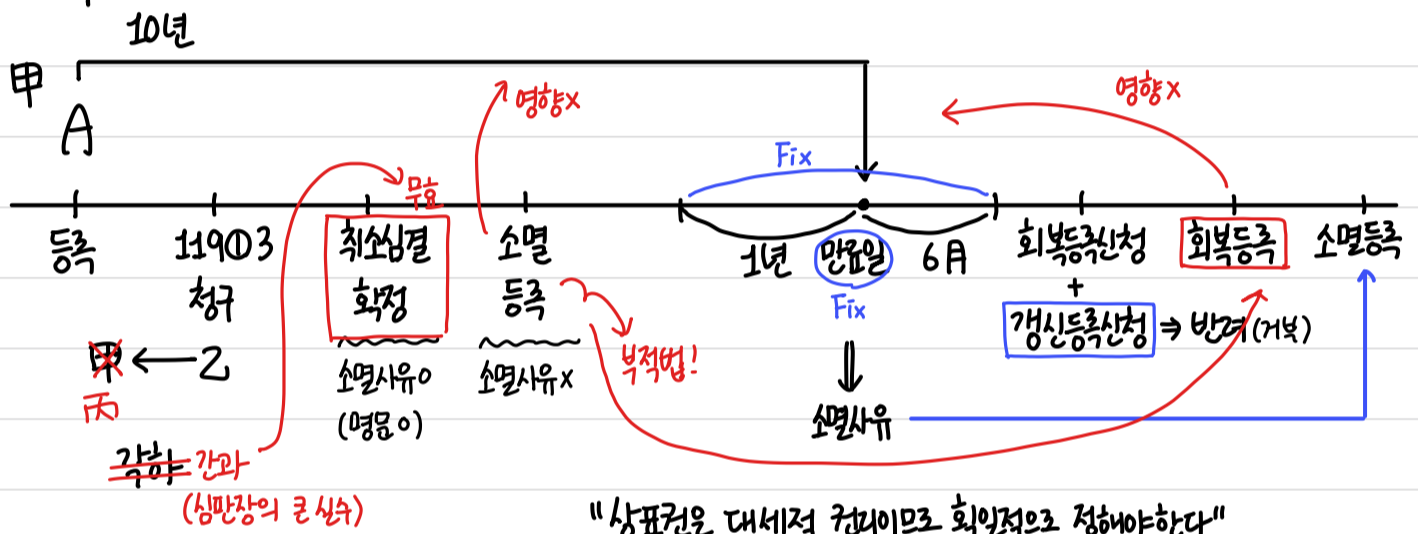 10년
甲
A
영향x
영향x
Fix
무효
등록
119①3
청구
취소심결
확정
소멸
등록
1년
만료일
6月
회복등록신청
+
갱신등록신청 ⇒ 반려(거북)
회복등록
소멸등록
Fix
甲 ← 乙
丙
소멸사유o
(명문o)
소멸사유x
부적법!
⇓
소멸사유
각하 간과
(심판장의 큰 실수)
"상표권은 대세적 권리이므로 획일적으로 정해야한다"